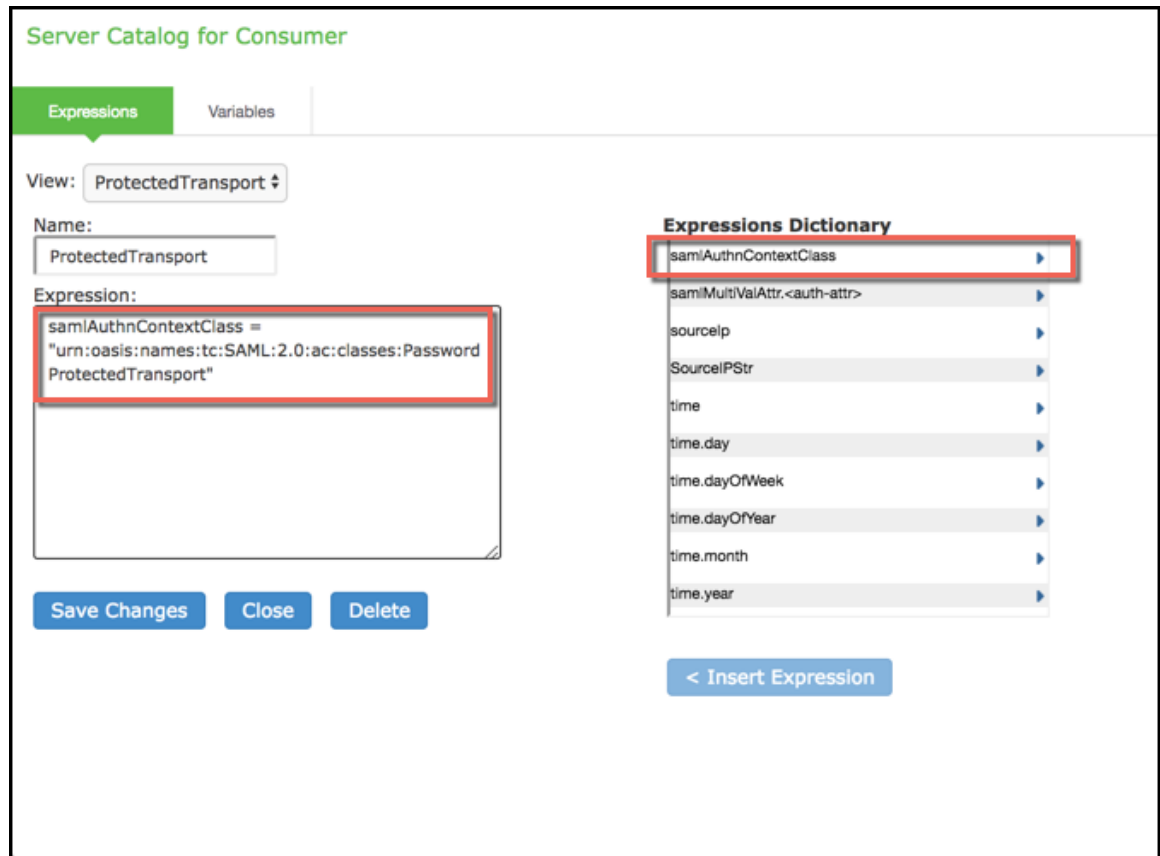 Server Catalog for Consumer
Expressions
Variables
View: ProtectedTransport
Name:
ProtectedTransport
Expression:
samlAuthnContextClass =
"urn:oasis:names:tc:SAML:2.0:ac:classes:Password
ProtectedTransport"
Save Changes
Close
Delete
Expressions Dictionary
samlAuthnContextClass
samlMultiValAttr.<auth-attr>
sourceIp
SourceIPStr
time
time.day
time.dayOfWeek
time.dayOfYear
time.month
time.year
< Insert Expression